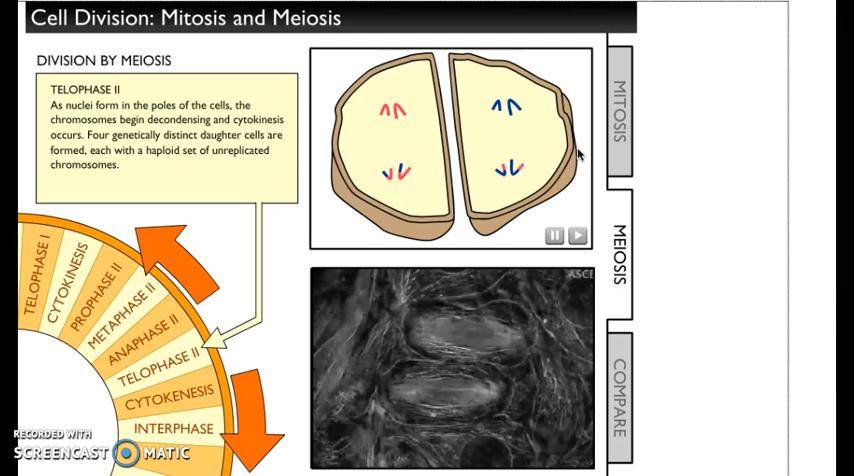 Cell Division: Mitosis and Meiosis
DIVISION BY MEIOSIS
TELOPHASE II
As nuclei form in the poles of the cells, the
chromosomes begin decondensing and cytokinesis
occurs. Four genetically distinct daughter cells are
formed, each with a haploid set of unreplicated
chromosomes.
MITOSIS
MEIOSIS
COMPARE
ASCB
TELOPHASE I
CYTOKINESIS
PROPHASE II
METAPHASE II
ANAPHASE II
TELOPHASE II
CYTOKENESIS
INTERPHASE
RECORDED WITH
SCREENCAST MATIC